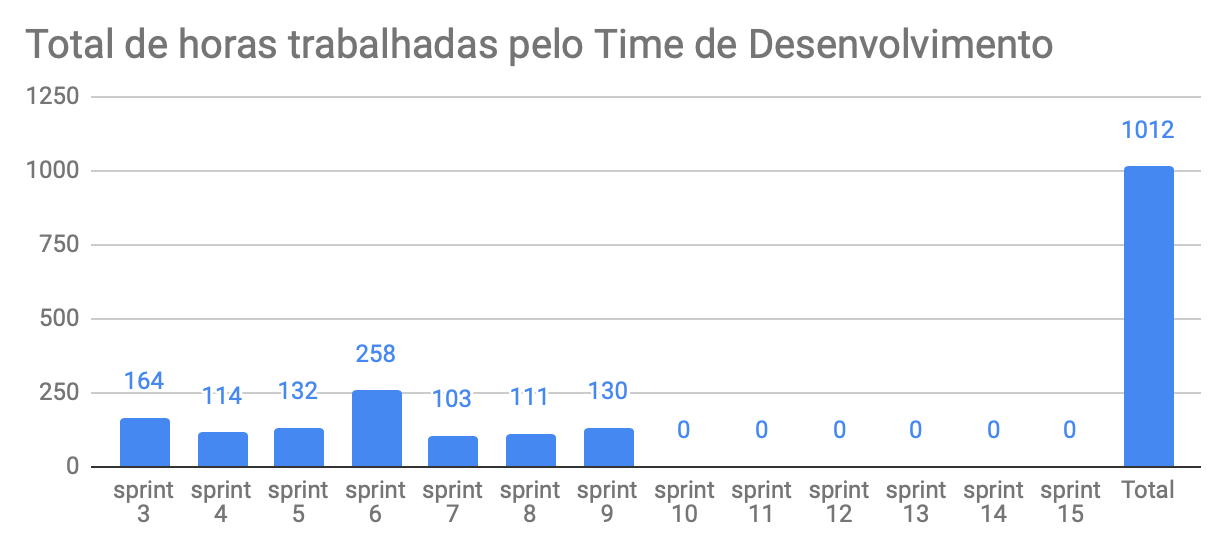 Total de horas trabalhadas pelo Time de Desenvolvimento
1250
1000
750
500
250
0
164
114
132
258
103
111
130
0
0
0
0
0
0
1012
sprint 3
sprint 4
sprint 5
sprint 6
sprint 7
sprint 8
sprint 9
sprint 10
sprint 11
sprint 12
sprint 13
sprint 14
sprint 15
Total